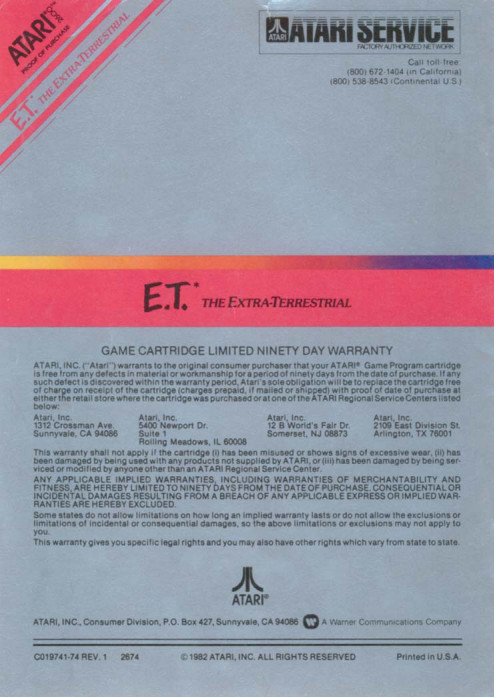 ATARI® CX2674
PROOF OF PURCHASE
E.T.* THE EXTRA-TERRESTRIAL
ATARI
ATARI SERVICE
FACTORY AUTHORIZED NETWORK
Call toll-free:
(800) 672-1404 (in California)
(800) 538-8543 (Continental U.S.)
E.T.* THE EXTRA-TERRESTRIAL
GAME CARTRIDGE LIMITED NINETY DAY WARRANTY
ATARI, INC. ("Atari") warrants to the original consumer purchaser that your ATARI® Game Program cartridge
is free from any defects in material or workmanship for a period of ninety days from the date of purchase. If any
such defect is discovered within the warranty period, Atari's sole obligation will be to replace the cartridge free
of charge on receipt of the cartridge (charges prepaid, if mailed or shipped) with proof of date of purchase at
either the retail store where the cartridge was purchased or at one of the ATARI Regional Service Centers listed
below:
Atari, Inc.
1312 Crossman Ave.
Sunnyvale, CA 94086
Atari, Inc.
5400 Newport Dr.
Suite 1
Rolling Meadows, IL 60008
Atari, Inc.
12 B World's Fair Dr.
Somerset, NJ 08873
Atari, Inc.
2109 East Division St.
Arlington, TX 76001
This warranty shall not apply if the cartridge (i) has been misused or shows signs of excessive wear, (ii) has
been damaged by being used with any products not supplied by ATARI, or (iii) has been damaged by being ser-
viced or modified by anyone other than an ATARI Regional Service Center.
ANY APPLICABLE IMPLIED WARRANTIES, INCLUDING WARRANTIES OF MERCHANTABILITY AND
FITNESS, ARE HEREBY LIMITED TO NINETY DAYS FROM THE DATE OF PURCHASE. CONSEQUENTIAL OR
INCIDENTAL DAMAGES RESULTING FROM A BREACH OF ANY APPLICABLE EXPRESS OR IMPLIED WAR-
RANTIES ARE HEREBY EXCLUDED.
Some states do not allow limitations on how long an implied warranty lasts or do not allow the exclusions or
limitations of incidental or consequential damages, so the above limitations or exclusions may not apply to
you.
This warranty gives you specific legal rights and you may also have other rights which vary from state to state.
ATARI®
ATARI, INC., Consumer Division, P.O. Box 427, Sunnyvale, CA 94086 A Warner Communications Company
C019741-74 REV. 1 2674 © 1982 ATARI, INC. ALL RIGHTS RESERVED Printed in U.S.A.